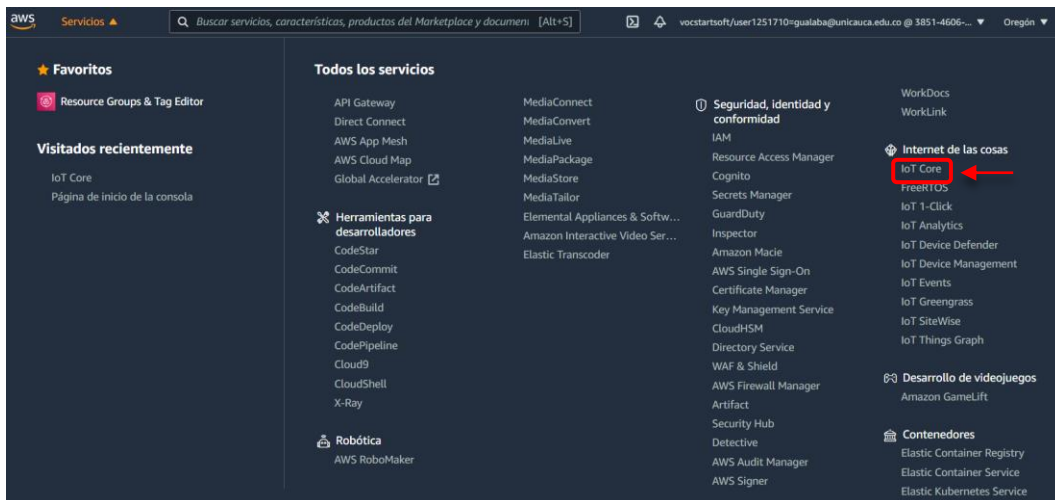 aws
Servicios ▲
Buscar servicios, características, productos del Marketplace y documen [Alt+S]
vocstartsoft/user1251710=gualaba@unicauca.edu.co @ 3851-4606-... ▼
Oregón ▼
Favoritos
Resource Groups & Tag Editor
Visitados recientemente
IoT Core
Página de inicio de la consola
Todos los servicios
API Gateway
Direct Connect
AWS App Mesh
AWS Cloud Map
Global Accelerator
Herramientas para
desarrolladores
CodeStar
CodeCommit
CodeArtifact
CodeBuild
CodeDeploy
CodePipeline
Cloud9
CloudShell
X-Ray
Robótica
AWS RoboMaker
MediaConnect
MediaConvert
MediaLive
MediaPackage
MediaStore
MediaTailor
Elemental Appliances & Softw...
Amazon Interactive Video Ser...
Elastic Transcoder
Seguridad, identidad y
conformidad
IAM
Resource Access Manager
Cognito
Secrets Manager
GuardDuty
Inspector
Amazon Macie
AWS Single Sign-On
Certificate Manager
Key Management Service
CloudHSM
Directory Service
WAF & Shield
AWS Firewall Manager
Artifact
Security Hub
Detective
AWS Audit Manager
AWS Signer
WorkDocs
WorkLink
Internet de las cosas
IoT Core
FreeRTOS
IoT 1-Click
IoT Analytics
IoT Device Defender
IoT Device Management
IoT Events
IoT Greengrass
IoT SiteWise
IoT Things Graph
Desarrollo de videojuegos
Amazon GameLift
Contenedores
Elastic Container Registry
Elastic Container Service
Elastic Kubernetes Service